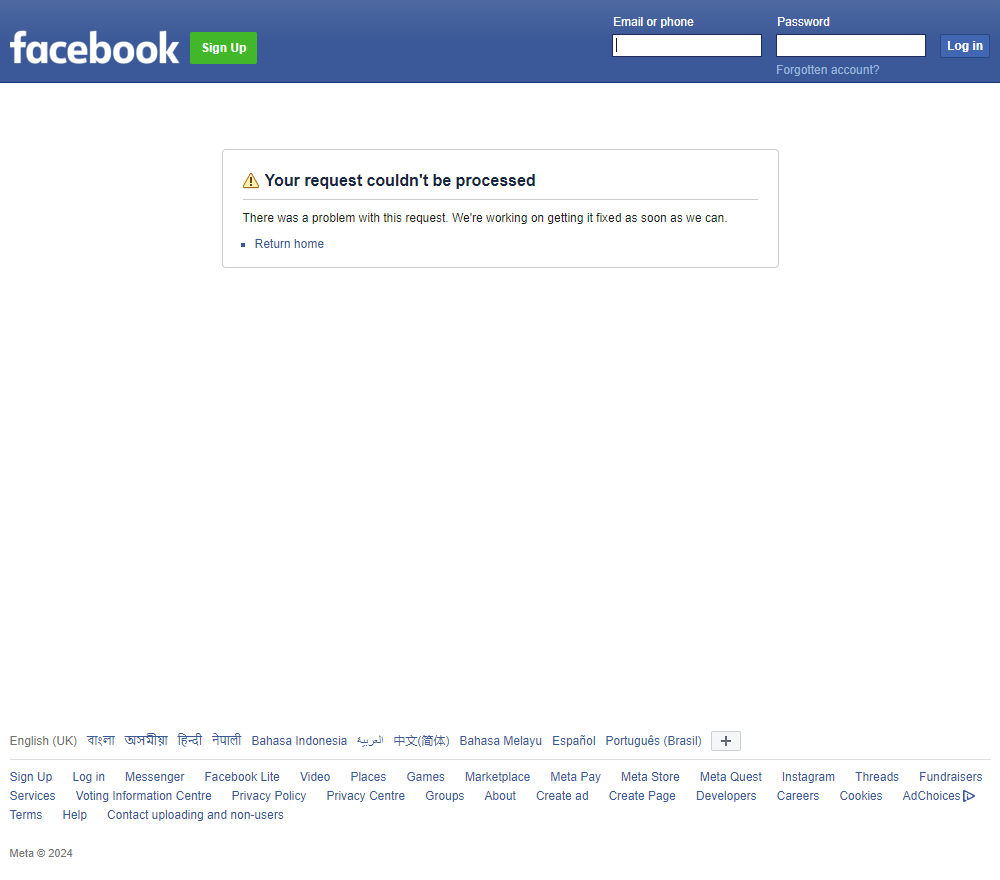 facebook
Sign Up
Email or phone
Password
Log in
Forgotten account?
Your request couldn't be processed
There was a problem with this request. We're working on getting it fixed as soon as we can.
Return home
English (UK) বাংলা অসমীয়া हिन्दी नेपाली Bahasa Indonesia العربية 中文(简体) Bahasa Melayu Español Português (Brasil)
Sign Up Log in Messenger Facebook Lite Video Places Games Marketplace Meta Pay Meta Store Meta Quest Instagram Threads Fundraisers
Services Voting Information Centre Privacy Policy Privacy Centre Groups About Create ad Create Page Developers Careers Cookies AdChoices
Terms Help Contact uploading and non-users
Meta © 2024